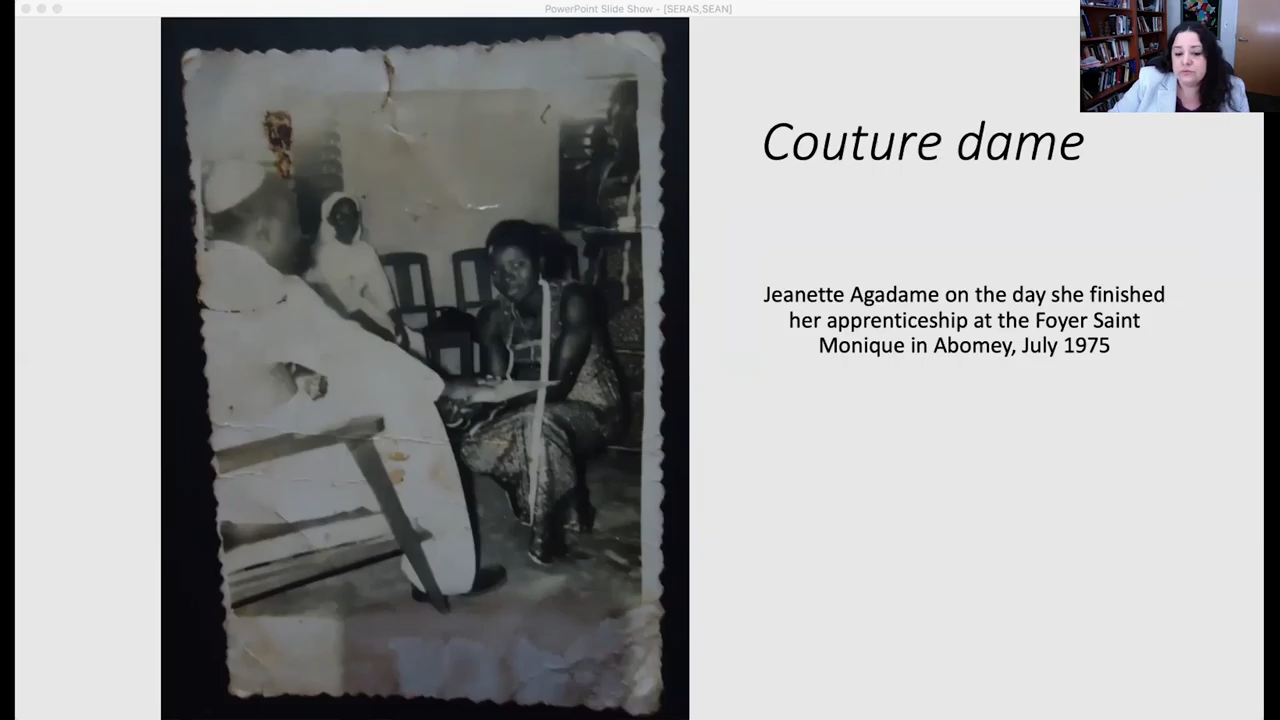 PowerPoint Slide Show - [SERAS,SEAN]
Couture dame
Jeanette Agadame on the day she finished
her apprenticeship at the Foyer Saint
Monique in Abomey, July 1975